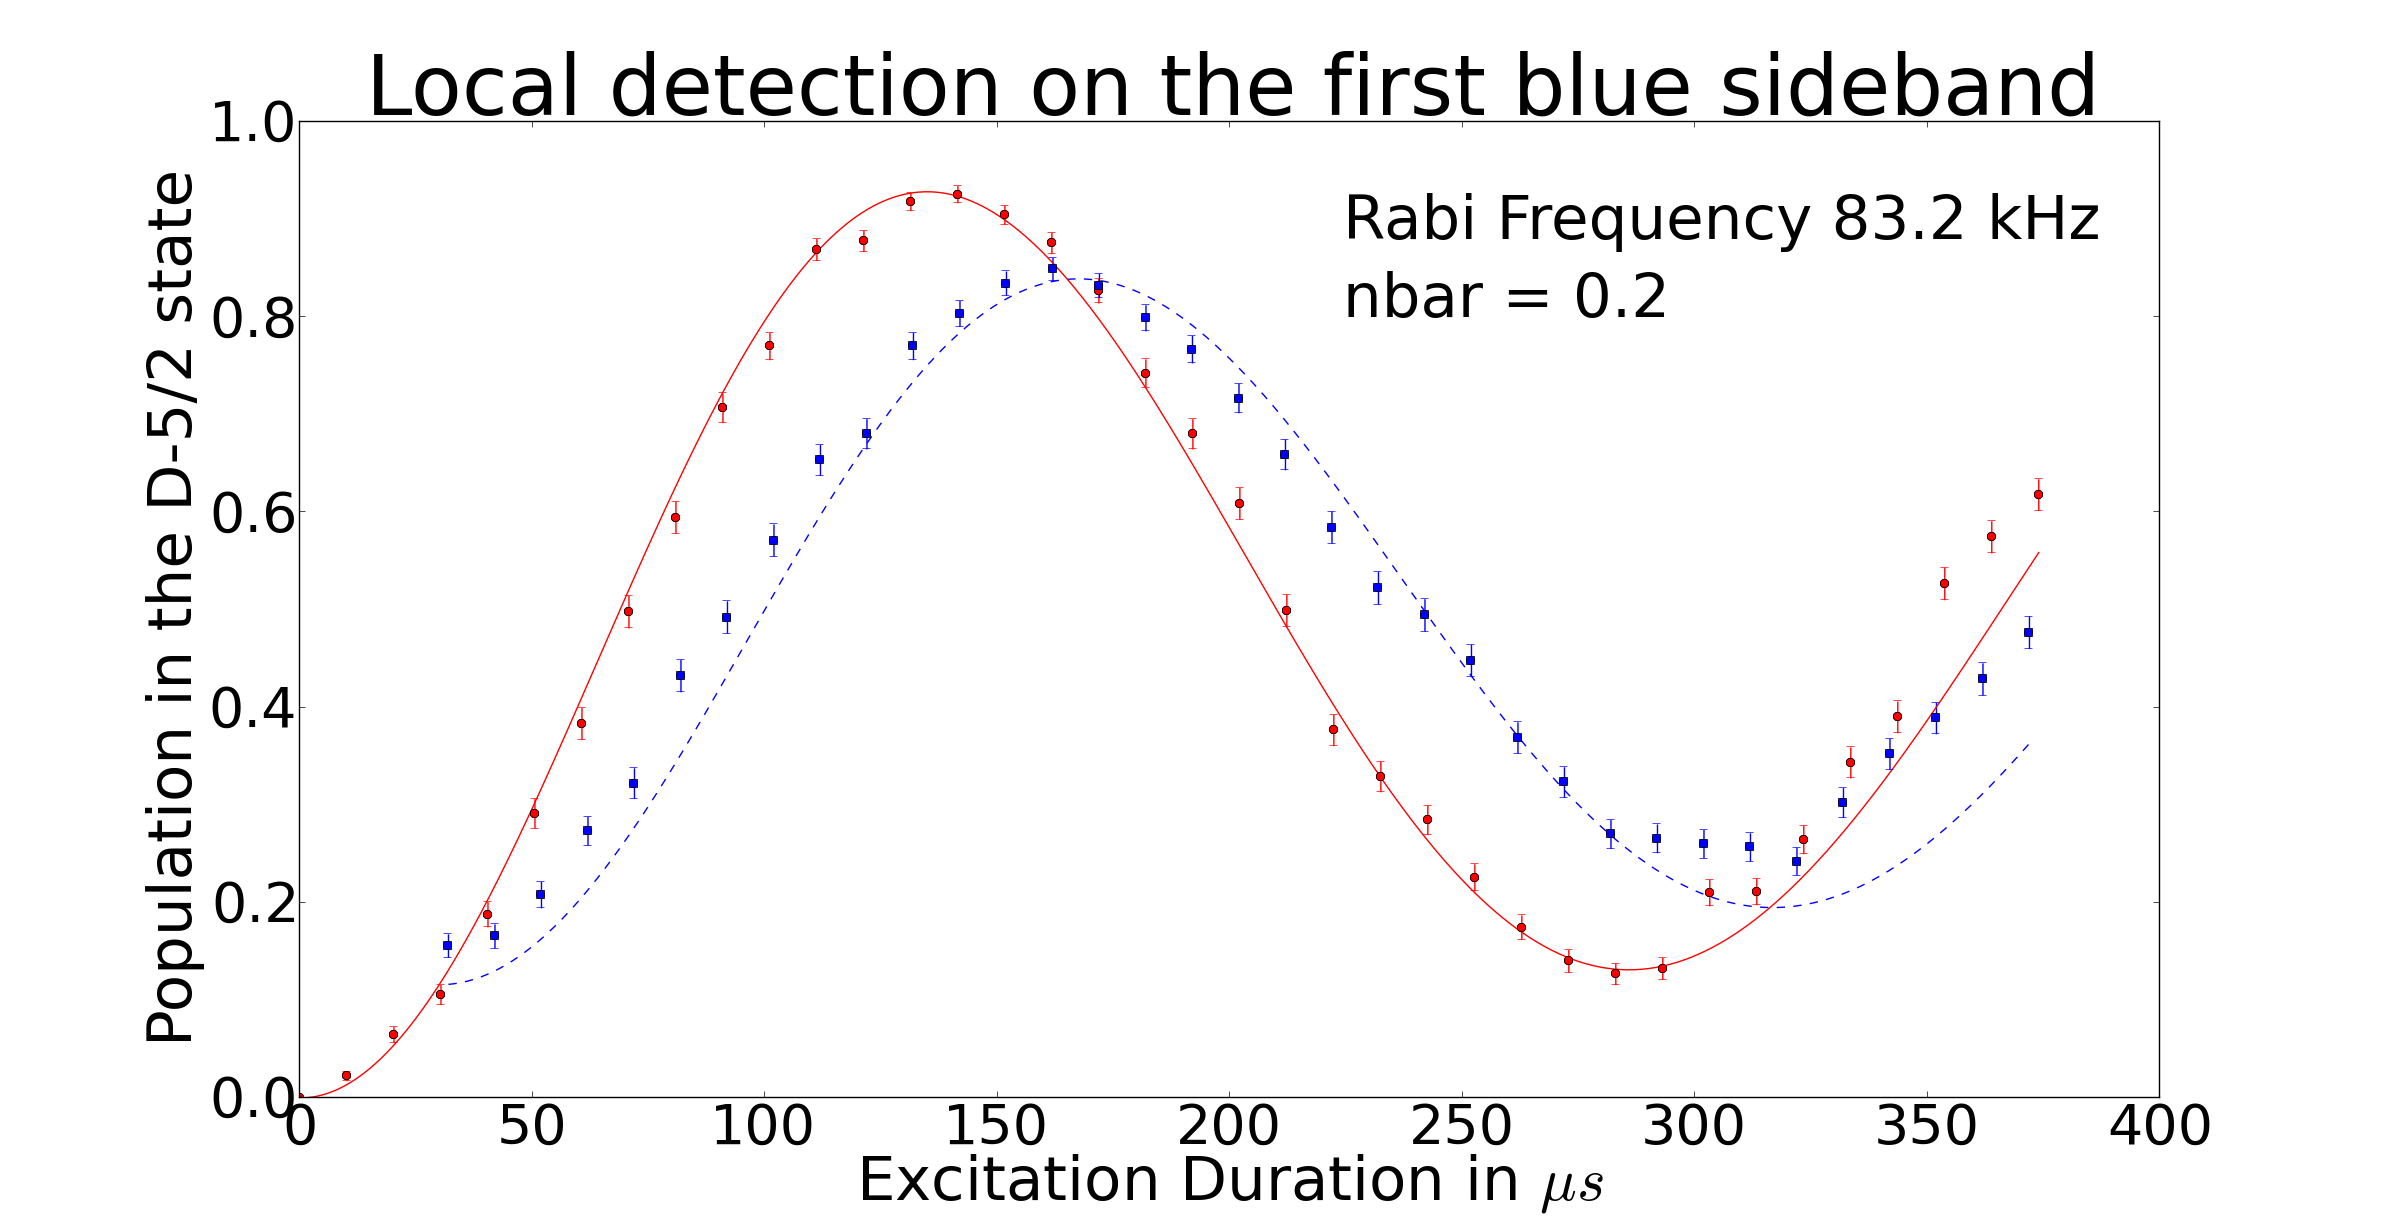 Local detection on the first blue sideband
Rabi Frequency 83.2 kHz
nbar = 0.2
Population in the D-5/2 state
1.0
0.8
0.6
0.4
0.2
0.0
0 50 100 150 200 250 300 350 400
Excitation Duration in μs